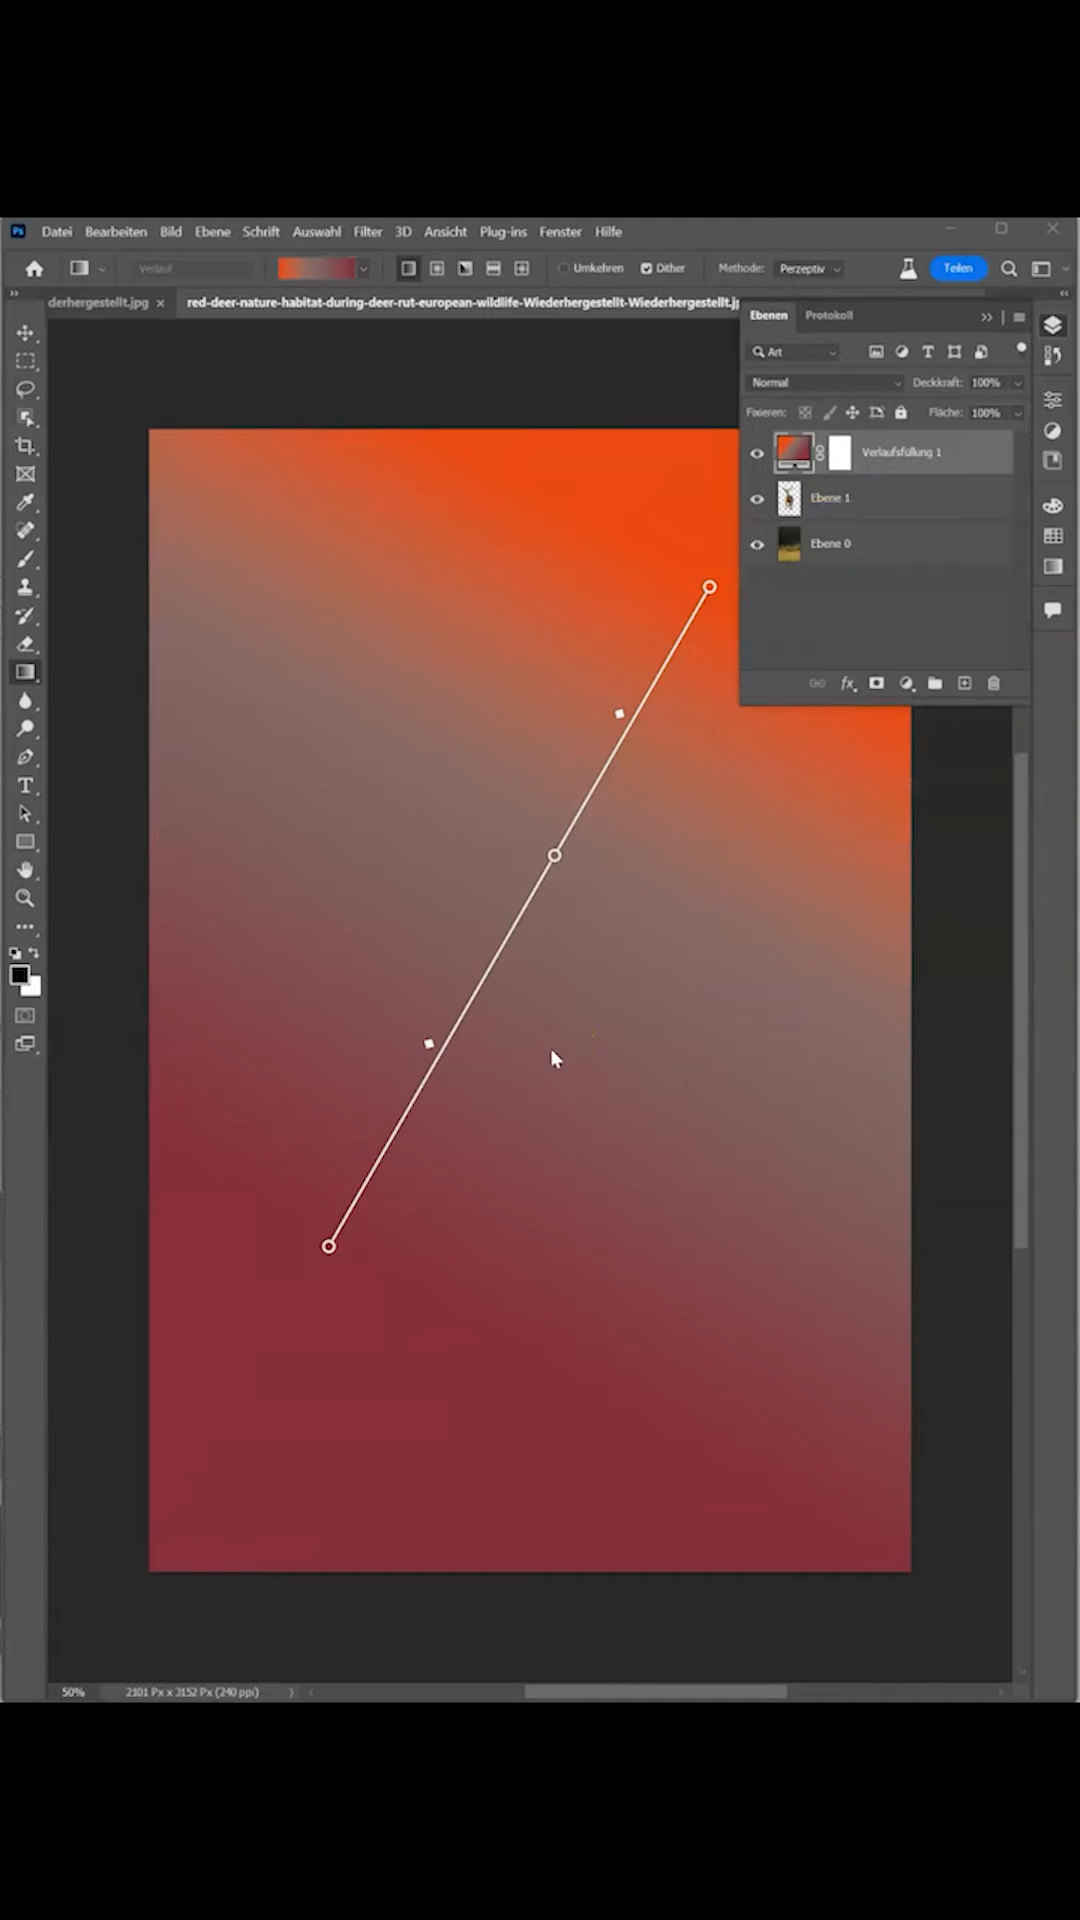 Ps Datei Bearbeiten Bild Ebene Schrift Auswahl Filter 3D Ansicht Plug-ins Fenster Hilfe
Verlauf Umkehren Dither Methode: Perzeptiv Teilen
derhergestellt.jpg × red-deer-nature-habitat-during-deer-rut-european-wildlife-Wiederhergestellt-Wiederhergestellt.jp
Ebenen Protokoll
Art
Normal Deckkraft: 100%
Fixieren: Fläche: 100%
Verlaufsfüllung 1
Ebene 1
Ebene 0
fx
T
50% 2101 Px x 3152 Px (240 ppi)